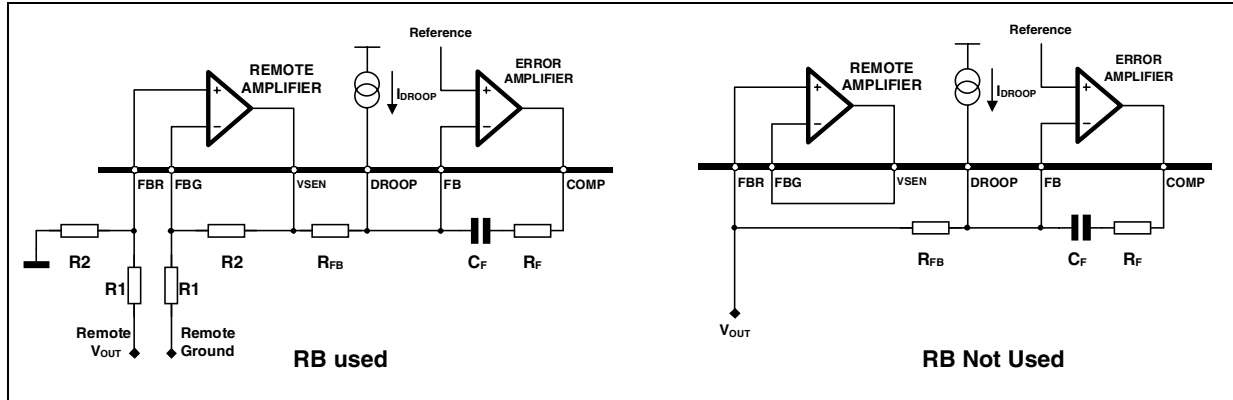 Reference
REMOTE
AMPLIFIER
ERROR
AMPLIFIER
IDROOP
+
−
+
−
FBR
FBG
VSEN
DROOP
FB
COMP
R2
R2
RFB
CF
RF
R1
R1
Remote
VOUT
Remote
Ground
RB used
Reference
REMOTE
AMPLIFIER
ERROR
AMPLIFIER
IDROOP
+
−
+
−
FBR
FBG
VSEN
DROOP
FB
COMP
RFB
CF
RF
VOUT
RB Not Used